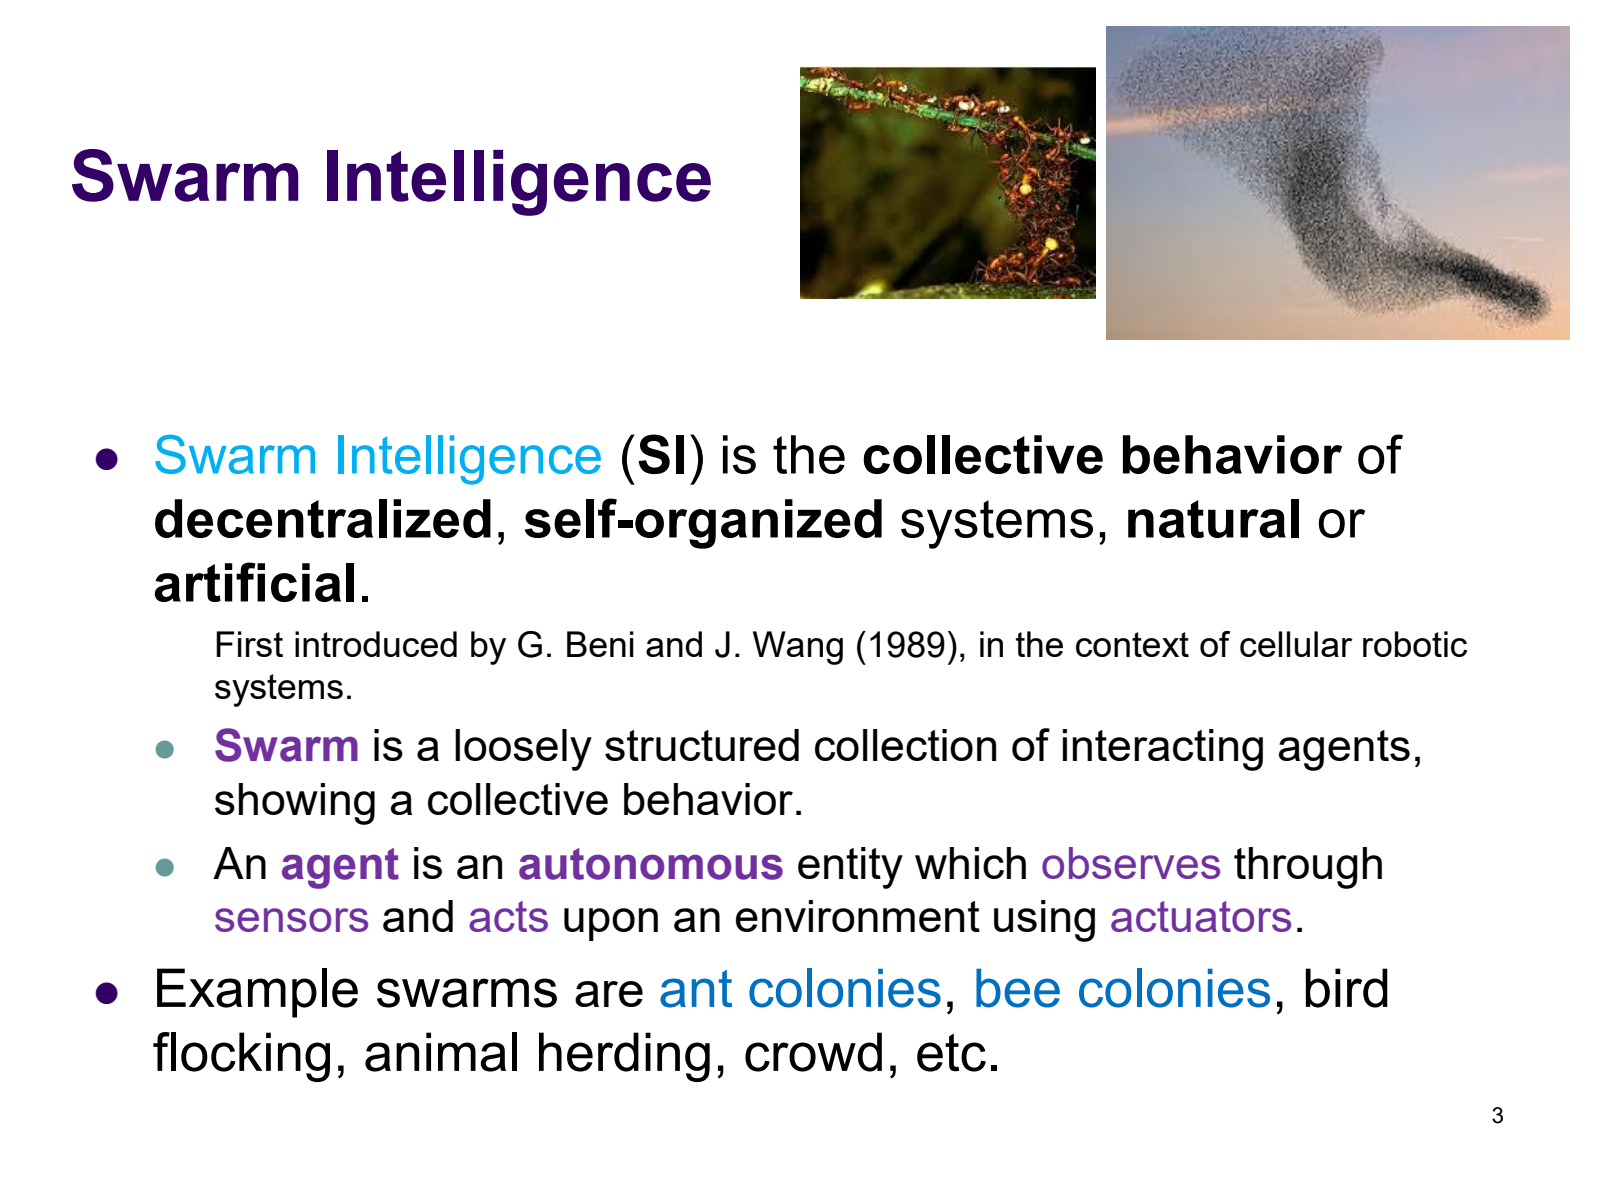 Swarm Intelligence
● Swarm Intelligence (SI) is the collective behavior of
decentralized, self-organized systems, natural or
artificial.
First introduced by G. Beni and J. Wang (1989), in the context of cellular robotic
systems.
● Swarm is a loosely structured collection of interacting agents,
showing a collective behavior.
● An agent is an autonomous entity which observes through
sensors and acts upon an environment using actuators.
● Example swarms are ant colonies, bee colonies, bird
flocking, animal herding, crowd, etc.
3